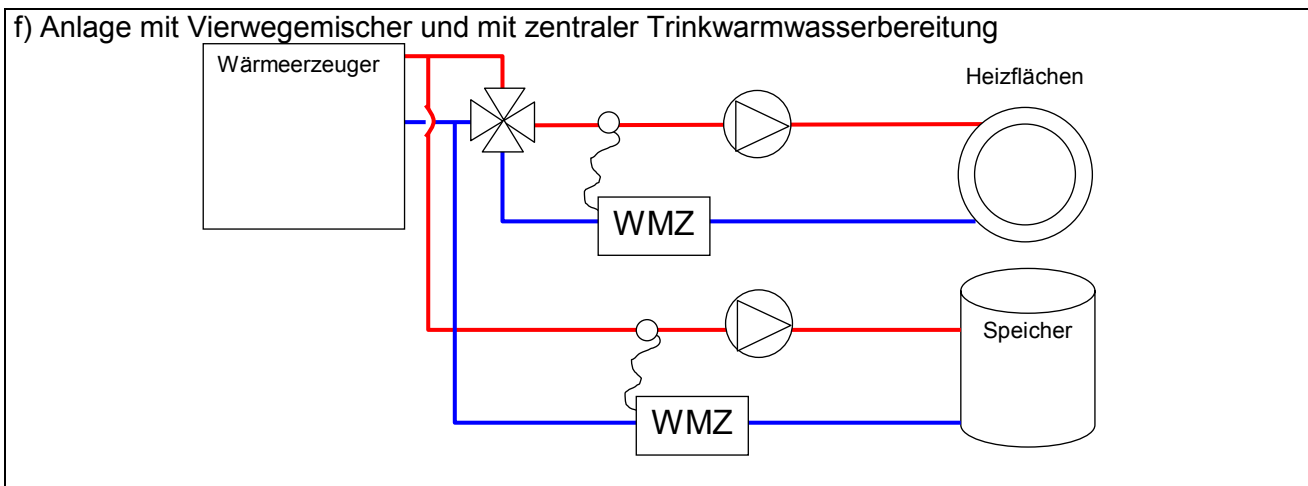 f) Anlage mit Vierwegemischer und mit zentraler Trinkwarmwasserbereitung
Wärmeerzeuger
Heizflächen
WMZ
Speicher
WMZ